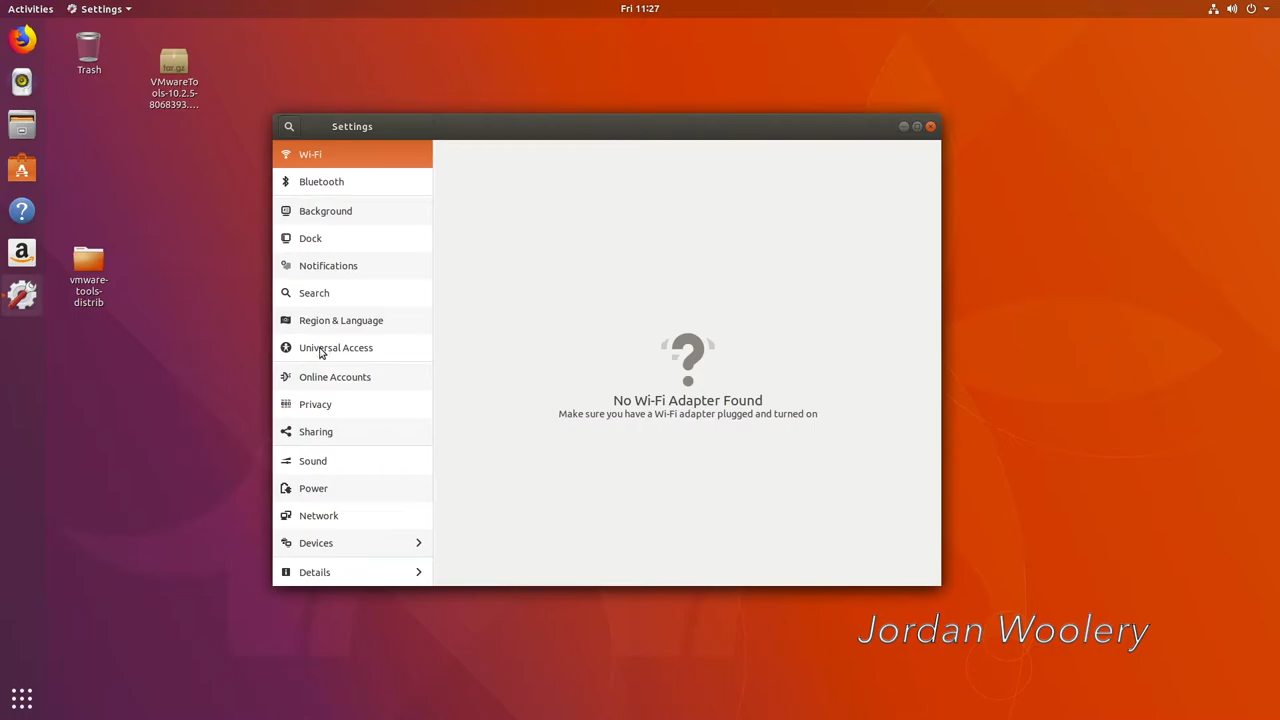 Activities
Settings
Fri 11:27
Trash
tar.gz
VMwareTo
ols-10.2.5-
8068393....
vmware-
tools-
distrib
Settings
Wi-Fi
Bluetooth
Background
Dock
Notifications
Search
Region & Language
Universal Access
Online Accounts
Privacy
Sharing
Sound
Power
Network
Devices
Details
No Wi-Fi Adapter Found
Make sure you have a Wi-Fi adapter plugged and turned on
Jordan Woolery